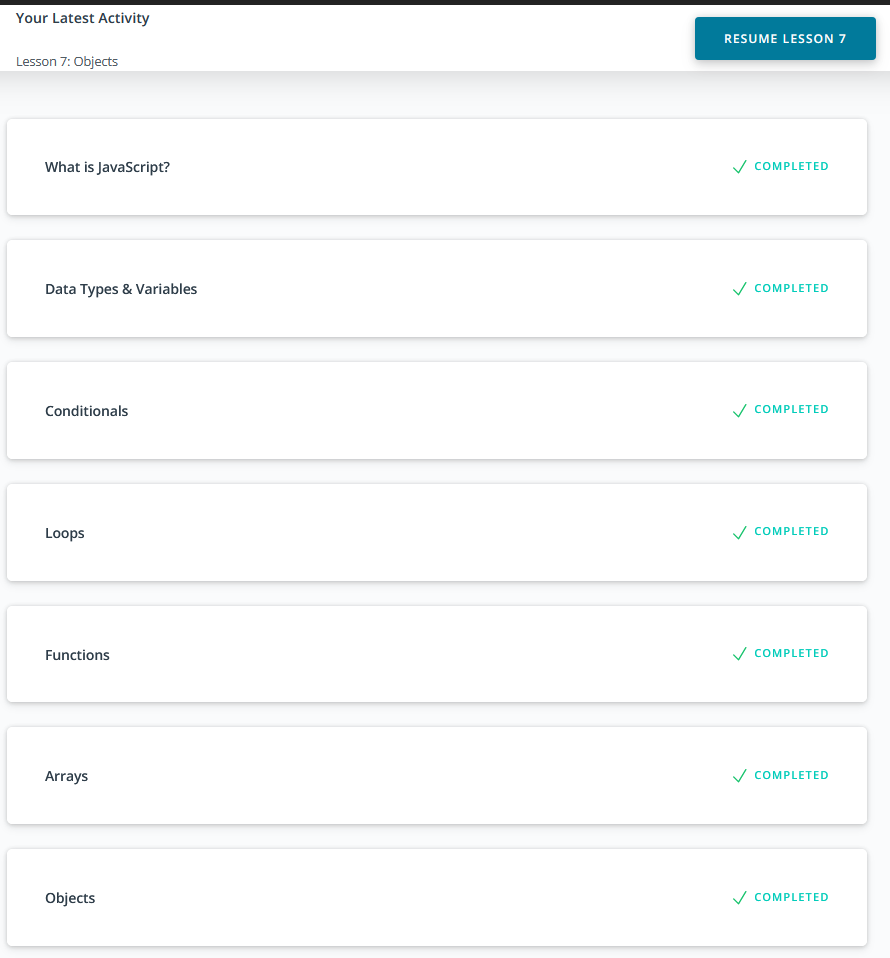 Your Latest Activity
RESUME LESSON 7
Lesson 7: Objects
What is JavaScript?
COMPLETED
Data Types & Variables
COMPLETED
Conditionals
COMPLETED
Loops
COMPLETED
Functions
COMPLETED
Arrays
COMPLETED
Objects
COMPLETED